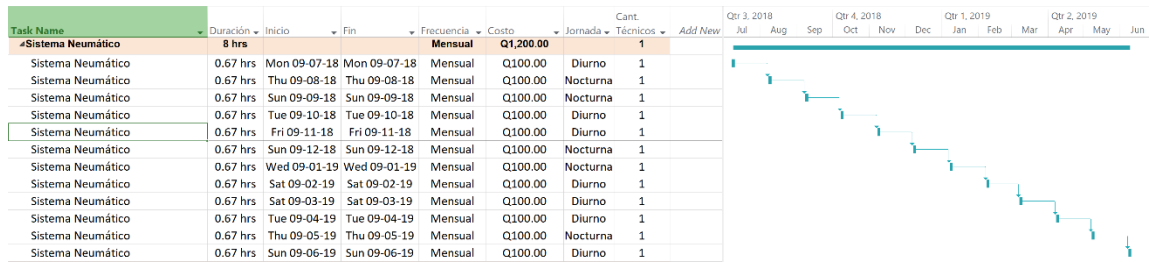 Cant. Qtr 3, 2018 Qtr 4, 2018 Qtr 1, 2019 Qtr 2, 2019
Task Name Duración Inicio Fin Frecuencia Costo Jornada Técnicos Add New Jul Aug Sep Oct Nov Dec Jan Feb Mar Apr May Jun
Sistema Neumático 8 hrs Mensual Q1,200.00 1
Sistema Neumático 0.67 hrs Mon 09-07-18 Mon 09-07-18 Mensual Q100.00 Diurno 1
Sistema Neumático 0.67 hrs Thu 09-08-18 Thu 09-08-18 Mensual Q100.00 Nocturna 1
Sistema Neumático 0.67 hrs Sun 09-09-18 Sun 09-09-18 Mensual Q100.00 Nocturna 1
Sistema Neumático 0.67 hrs Tue 09-10-18 Tue 09-10-18 Mensual Q100.00 Diurno 1
Sistema Neumático 0.67 hrs Fri 09-11-18 Fri 09-11-18 Mensual Q100.00 Diurno 1
Sistema Neumático 0.67 hrs Sun 09-12-18 Sun 09-12-18 Mensual Q100.00 Nocturna 1
Sistema Neumático 0.67 hrs Wed 09-01-19 Wed 09-01-19 Mensual Q100.00 Nocturna 1
Sistema Neumático 0.67 hrs Sat 09-02-19 Sat 09-02-19 Mensual Q100.00 Diurno 1
Sistema Neumático 0.67 hrs Sat 09-03-19 Sat 09-03-19 Mensual Q100.00 Diurno 1
Sistema Neumático 0.67 hrs Tue 09-04-19 Tue 09-04-19 Mensual Q100.00 Diurno 1
Sistema Neumático 0.67 hrs Thu 09-05-19 Thu 09-05-19 Mensual Q100.00 Nocturna 1
Sistema Neumático 0.67 hrs Sun 09-06-19 Sun 09-06-19 Mensual Q100.00 Diurno 1